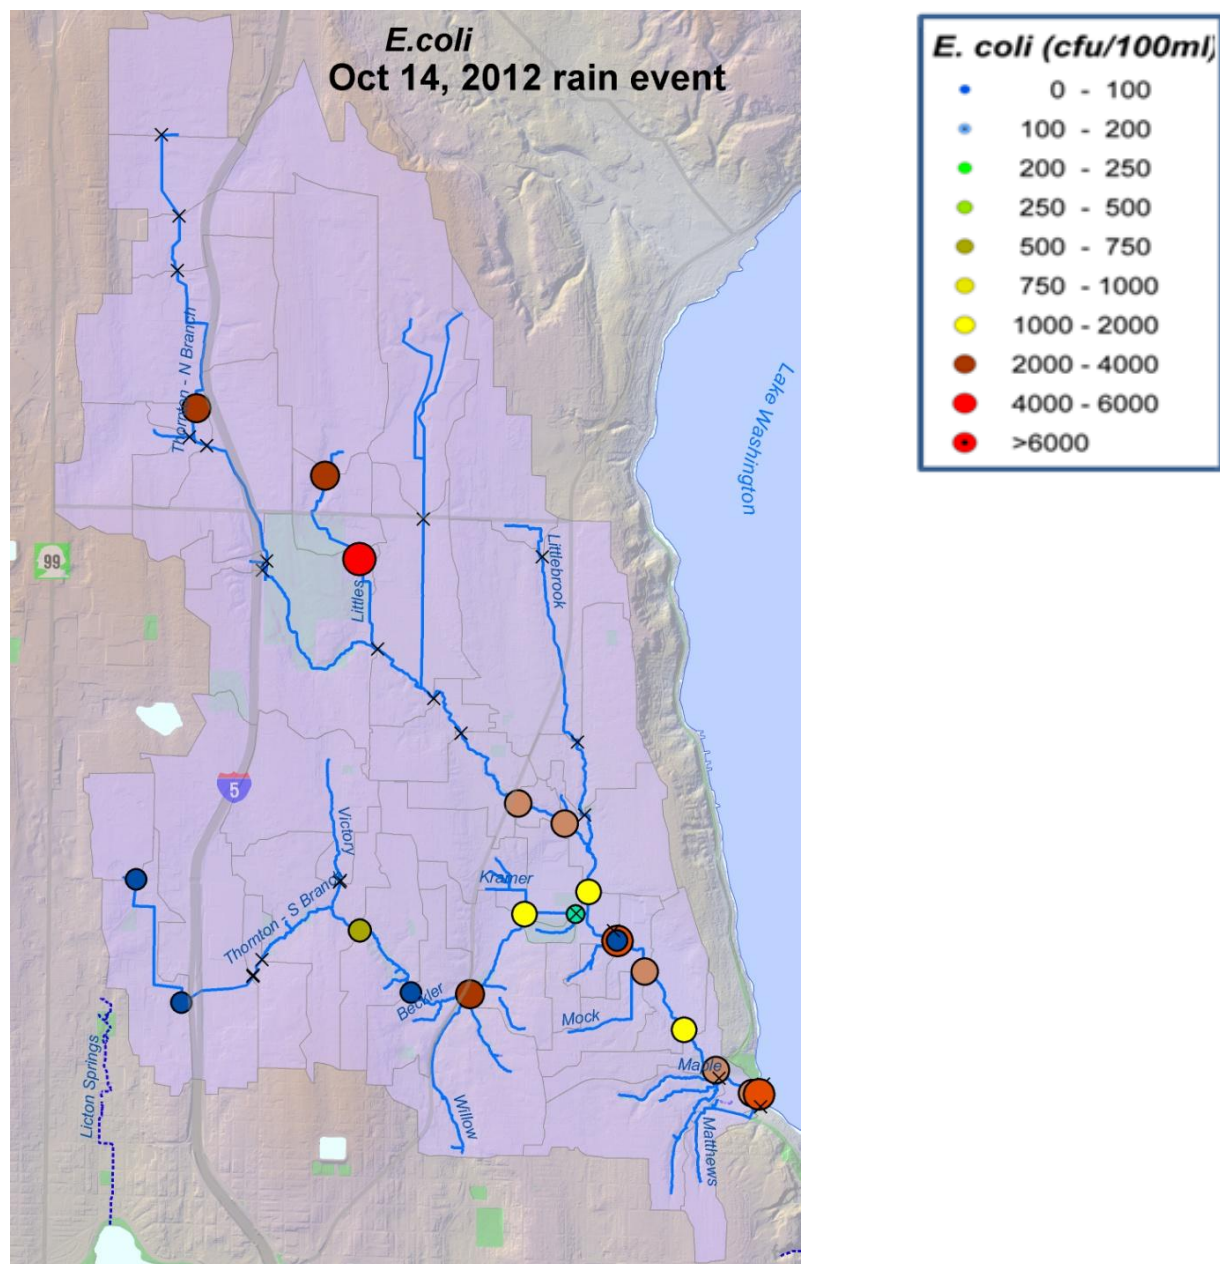 E.coli
Oct 14, 2012 rain event
E. coli (cfu/100ml)
0 - 100
100 - 200
200 - 250
250 - 500
500 - 750
750 - 1000
1000 - 2000
2000 - 4000
4000 - 6000
>6000
Thornton - N Branch
Lake Washington
99
Littles
Littlebrook
5
Victory
Kramer
Thornton - S Branch
Beckler
Mock
Maple
Licton Springs
Willow
Matthews